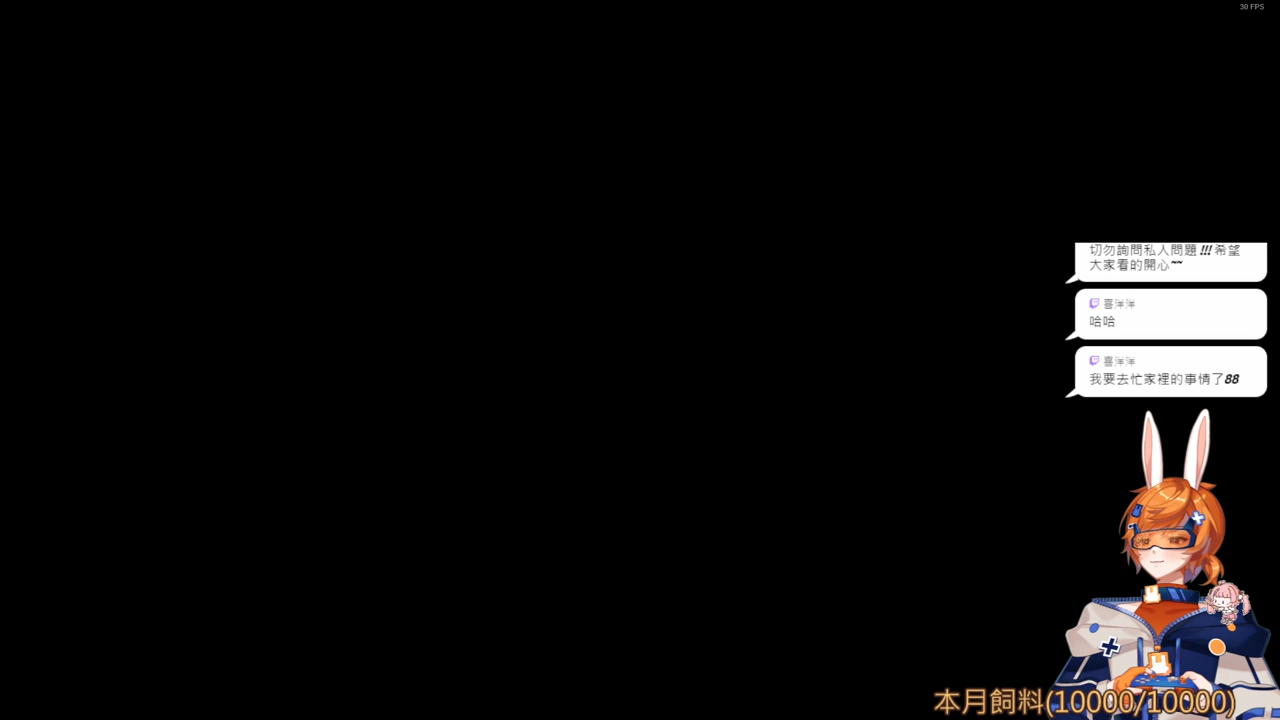 30 FPS
切勿詢問私人問題!!!希望
大家看的開心~~
喜洋洋
哈哈
喜洋洋
我要去忙家裡的事情了88
本月飼料(10000/10000)